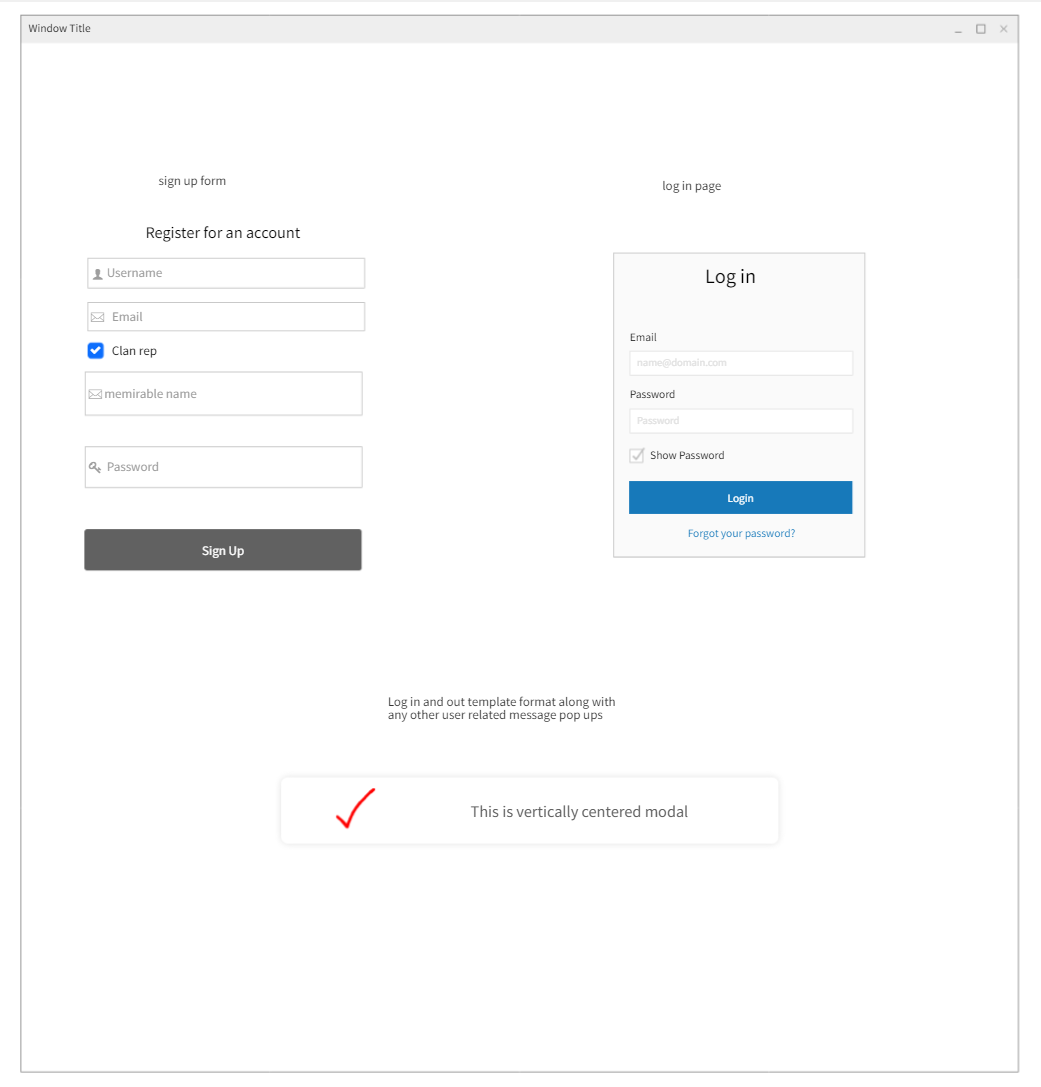 Window Title
sign up form
Register for an account
Username
Email
Clan rep
memirable name
Password
Sign Up
log in page
Log in
Email
name@domain.com
Password
Password
Show Password
Login
Forgot your password?
Log in and out template format along with
any other user related message pop ups
This is vertically centered modal